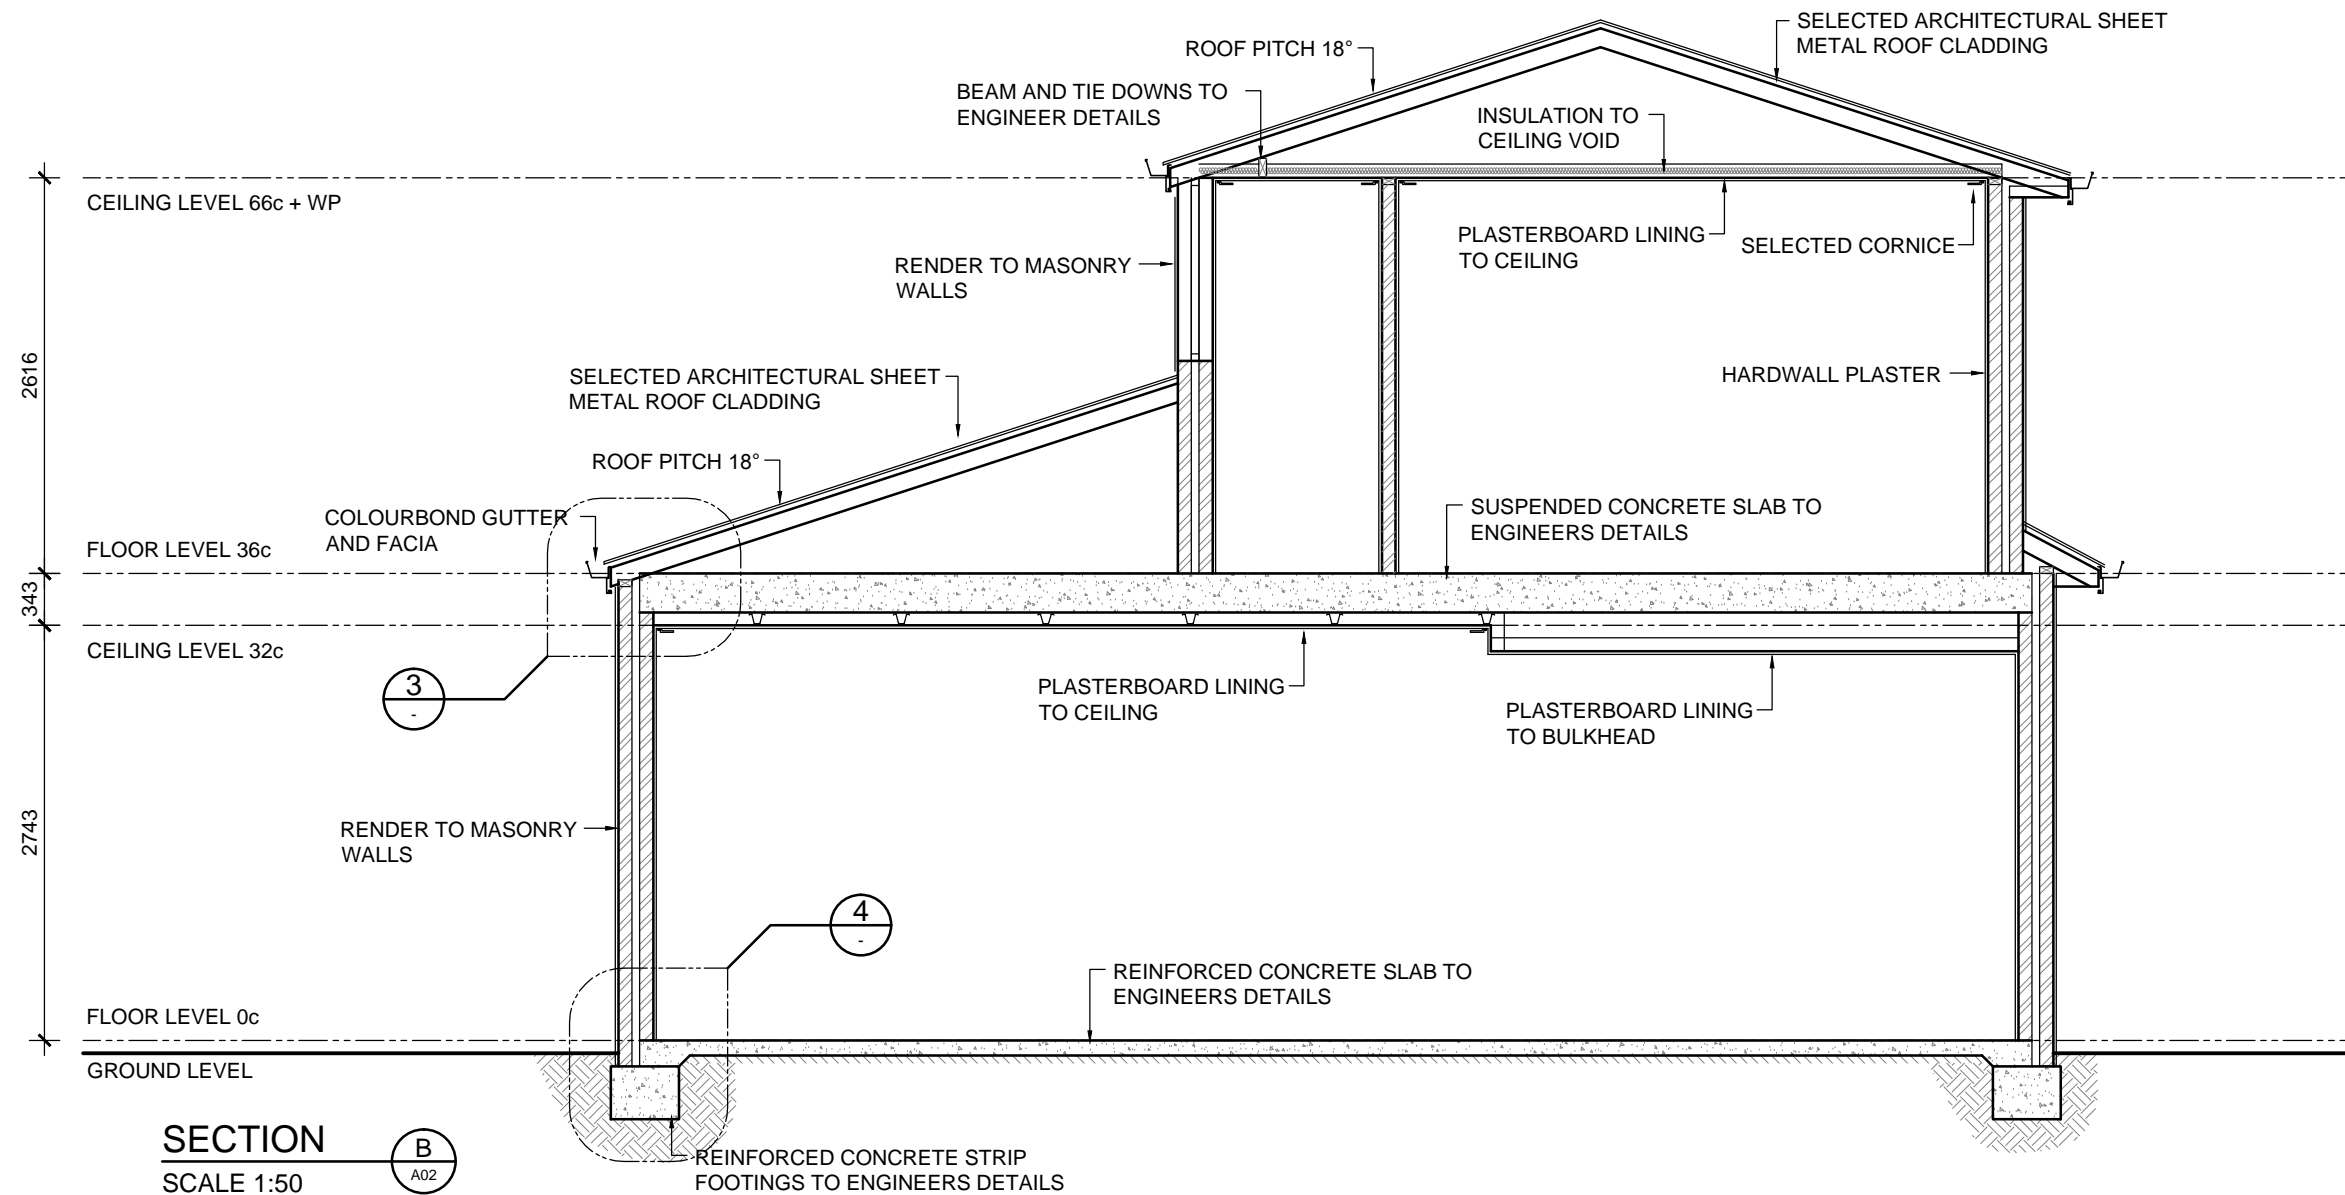 SELECTED ARCHITECTURAL SHEET
METAL ROOF CLADDING
ROOF PITCH 18°
BEAM AND TIE DOWNS TO
ENGINEER DETAILS
INSULATION TO
CEILING VOID
CEILING LEVEL 66c + WP
PLASTERBOARD LINING
TO CEILING
SELECTED CORNICE
RENDER TO MASONRY
WALLS
2616
SELECTED ARCHITECTURAL SHEET
METAL ROOF CLADDING
HARDWALL PLASTER
ROOF PITCH 18°
COLOURBOND GUTTER
AND FACIA
SUSPENDED CONCRETE SLAB TO
ENGINEERS DETAILS
FLOOR LEVEL 36c
343
CEILING LEVEL 32c
3
-
PLASTERBOARD LINING
TO CEILING
PLASTERBOARD LINING
TO BULKHEAD
2743
RENDER TO MASONRY
WALLS
4
-
REINFORCED CONCRETE SLAB TO
ENGINEERS DETAILS
FLOOR LEVEL 0c
GROUND LEVEL
SECTION
SCALE 1:50
B
A02
REINFORCED CONCRETE STRIP
FOOTINGS TO ENGINEERS DETAILS